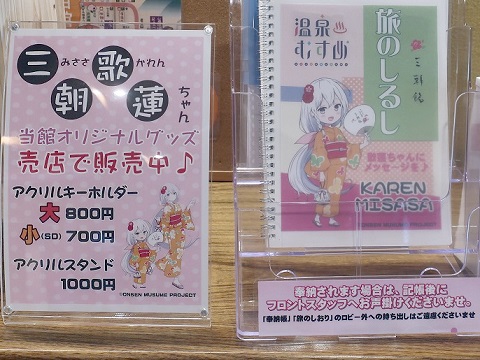 みささ かれん
三朝歌蓮ちゃん
当館オリジナルグッズ
売店で販売中♪
アクリルキーホルダー
大 800円
小(SD) 700円
アクリルスタンド
1000円
©ONSEN MUSUME PROJECT
温泉
むすめ
旅のしるし
歌蓮ちゃんに
メッセージを♪
KAREN
MISASA
©ONSEN MUSUME PROJECT
奉納されます場合は、記帳後に
フロントスタッフへお声掛けくださいませ。
「奉納帳」「旅のしおり」のロビー外への持ち出しはご遠慮くださいませ